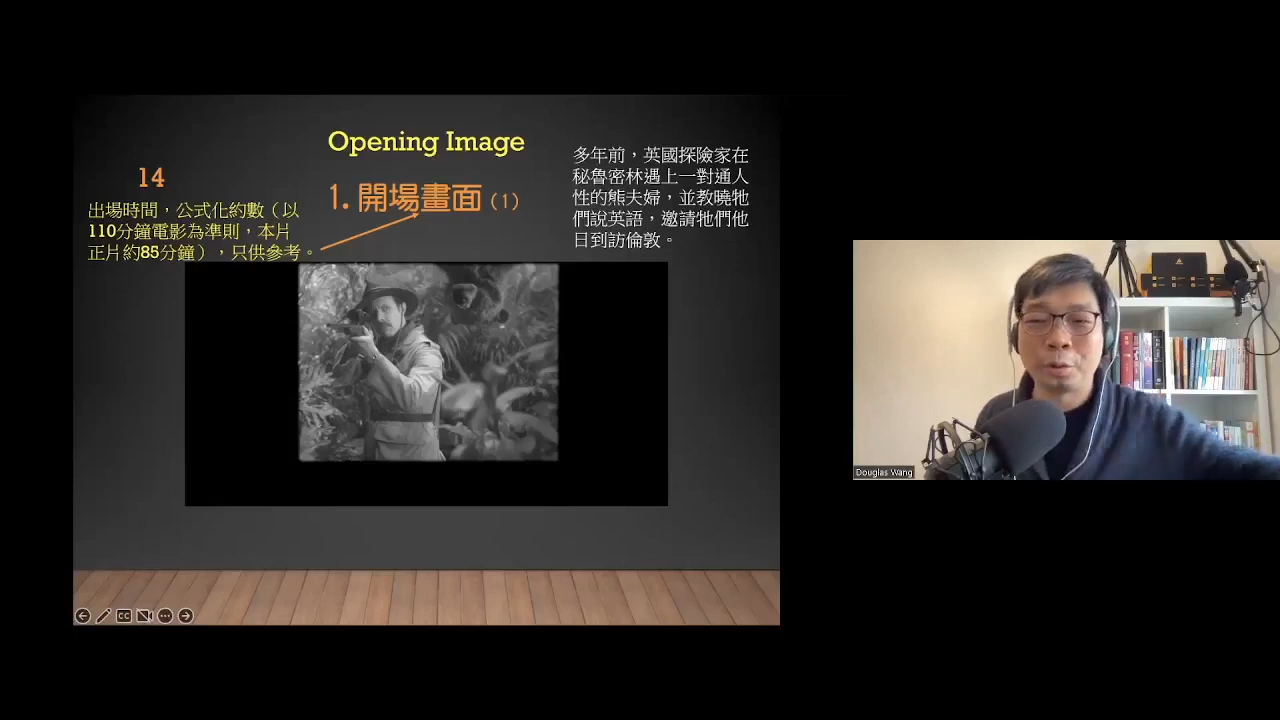 Opening Image
14
1. 開場畫面（1）
出場時間，公式化約數（以
110分鐘電影為準則，本片
正片約85分鐘），只供參考。
多年前，英國探險家在
秘魯密林遇上一對通人
性的熊夫婦，並教曉牠
們說英語，邀請牠們他
日到訪倫敦。
CC
Douglas Wang